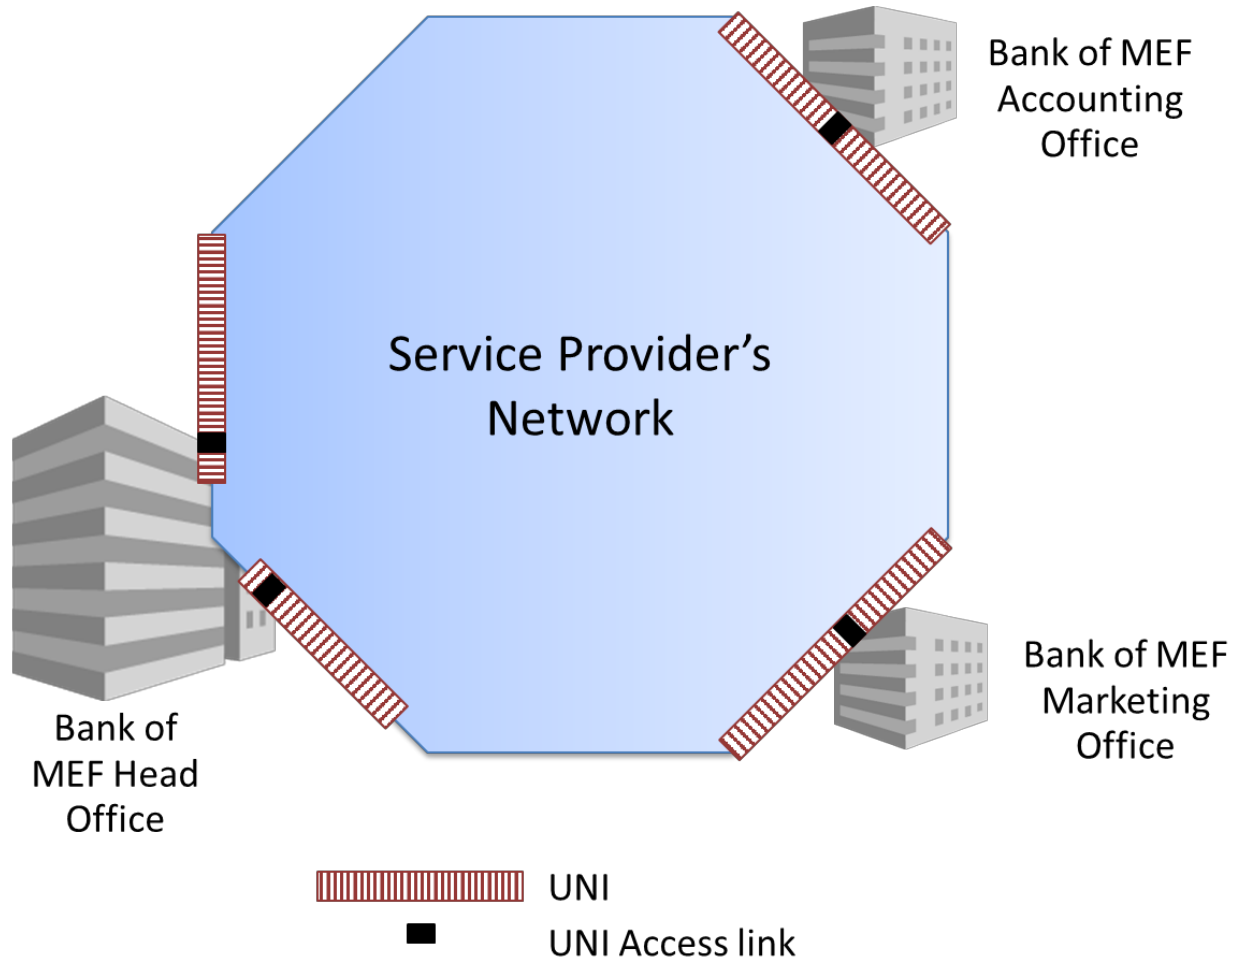 Bank of MEF
Accounting
Office
Service Provider’s
Network
Bank of
MEF Head
Office
Bank of MEF
Marketing
Office
UNI
UNI Access link